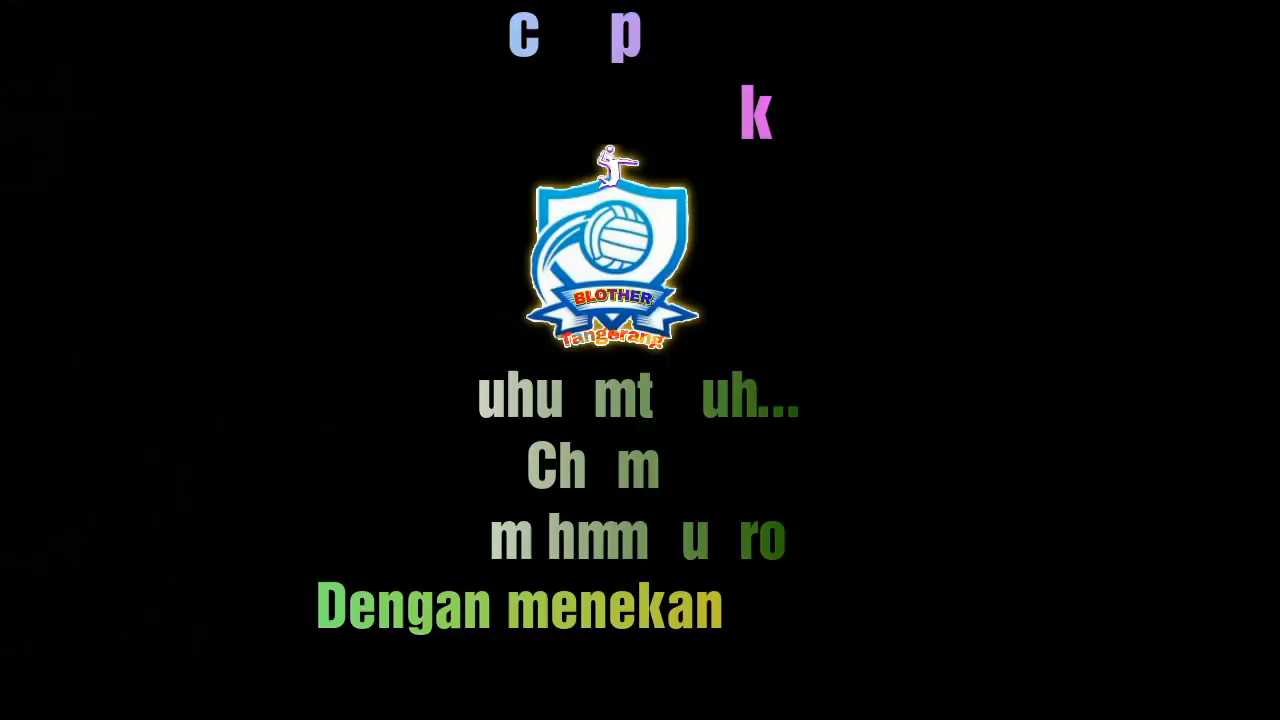 c p
k
BLOTHER
Tangerang
uhu mt uh...
Ch m
m hmm u ro
Dengan menekan